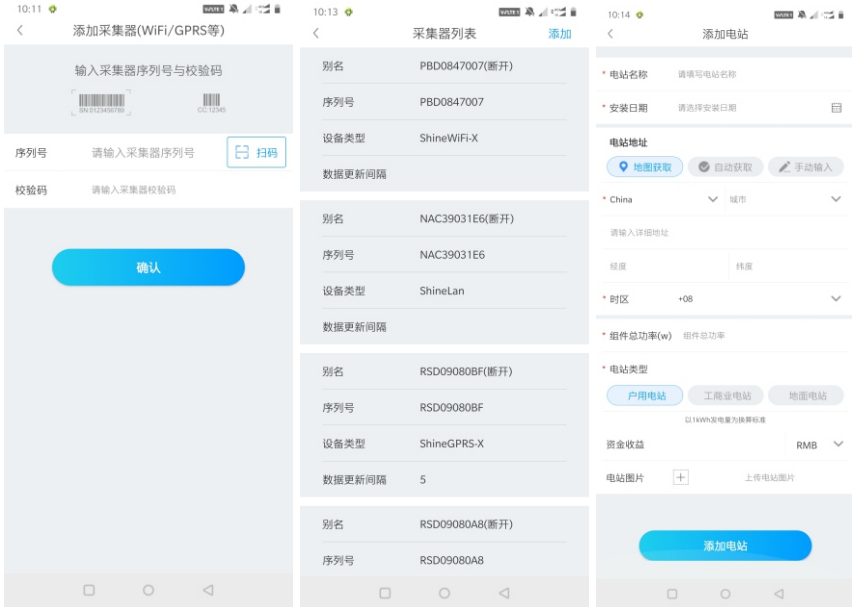 10:11
添加采集器(WiFi/GPRS等)
输入采集器序列号与校验码
SN 0123456789
CC:12345
序列号 请输入采集器序列号 扫码
校验码 请输入采集器校验码
确认
10:13
采集器列表 添加
别名 PBD0847007(断开)
序列号 PBD0847007
设备类型 ShineWiFi-X
数据更新间隔
别名 NAC39031E6(断开)
序列号 NAC39031E6
设备类型 ShineLan
数据更新间隔
别名 RSD09080BF(断开)
序列号 RSD09080BF
设备类型 ShineGPRS-X
数据更新间隔 5
别名 RSD09080A8(断开)
序列号 RSD09080A8
10:14
添加电站
* 电站名称 请填写电站名称
* 安装日期 请选择安装日期
电站地址
地图获取 自动获取 手动输入
* China 城市
请输入详细地址
经度 纬度
* 时区 +08
* 组件总功率(w) 组件总功率
* 电站类型
户用电站 工商业电站 地面电站
以1kWh发电量为换算标准
资金收益 RMB
电站图片 上传电站图片
添加电站